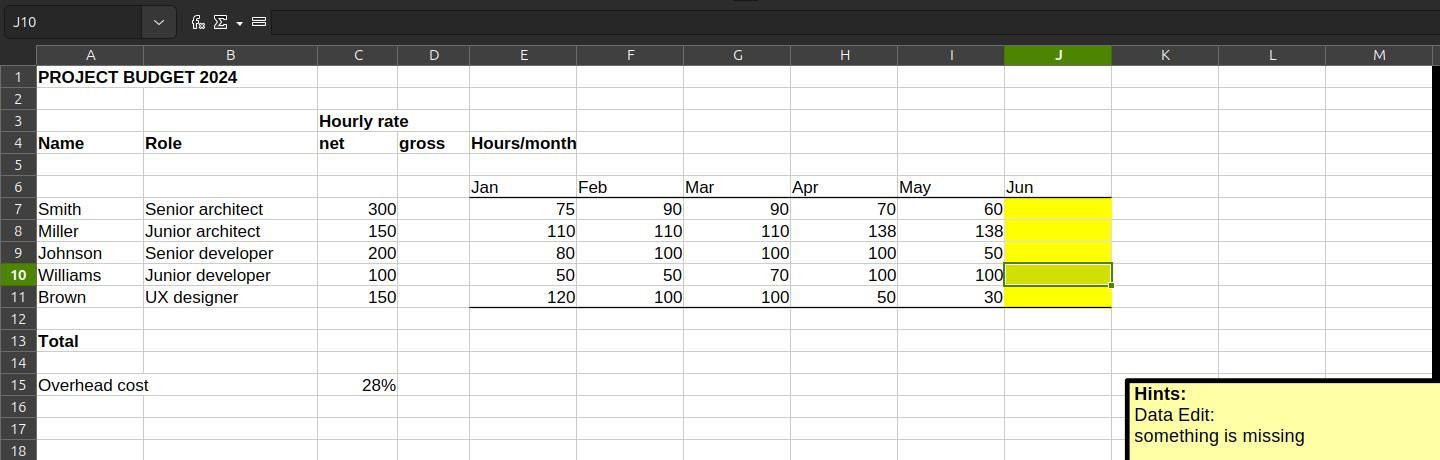 J10
A B C D E F G H I J K L M
1 PROJECT BUDGET 2024
2
3 Hourly rate
4 Name Role net gross Hours/month
5
6 Jan Feb Mar Apr May Jun
7 Smith Senior architect 300 75 90 90 70 60
8 Miller Junior architect 150 110 110 110 138 138
9 Johnson Senior developer 200 80 100 100 100 50
10 Williams Junior developer 100 50 50 70 100 100
11 Brown UX designer 150 120 100 100 50 30
12
13 Total
14
15 Overhead cost 28%
16
17
18
Hints:
Data Edit:
something is missing